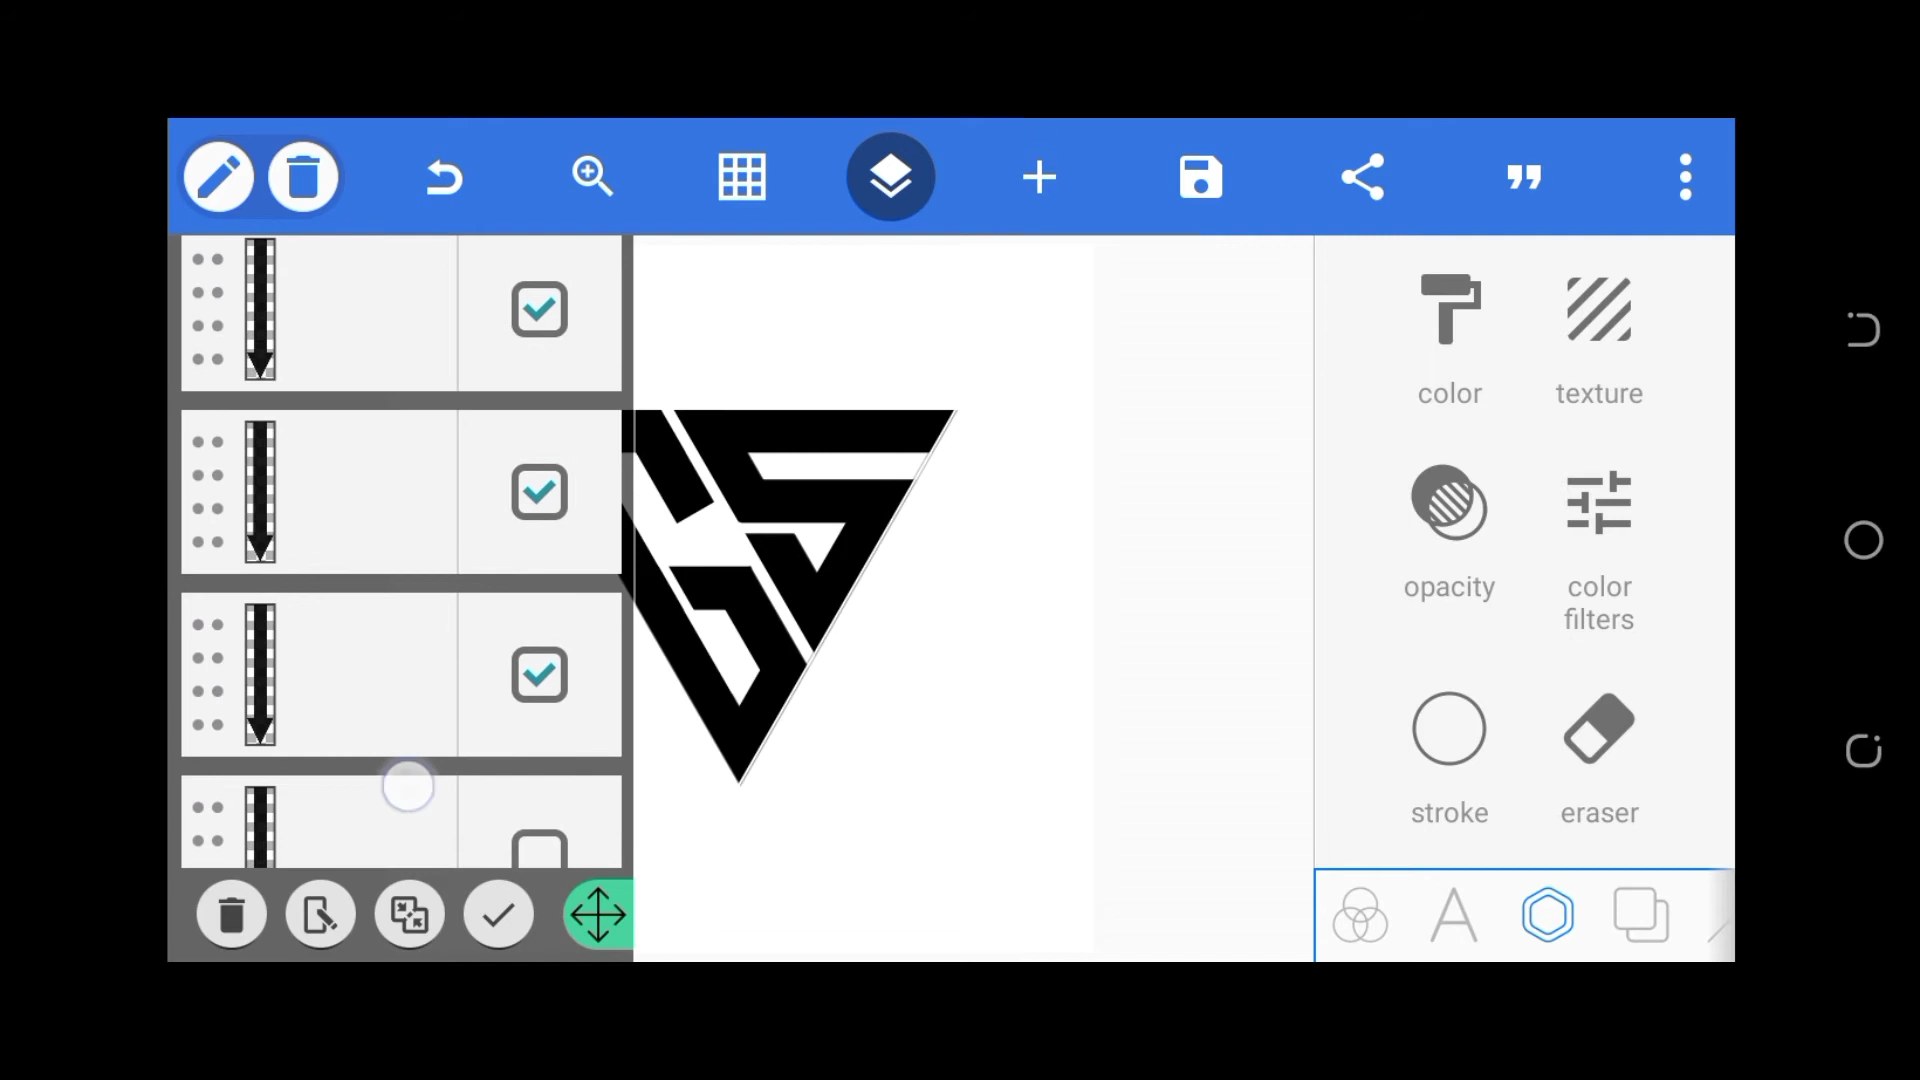 color texture
opacity color
filters
stroke eraser